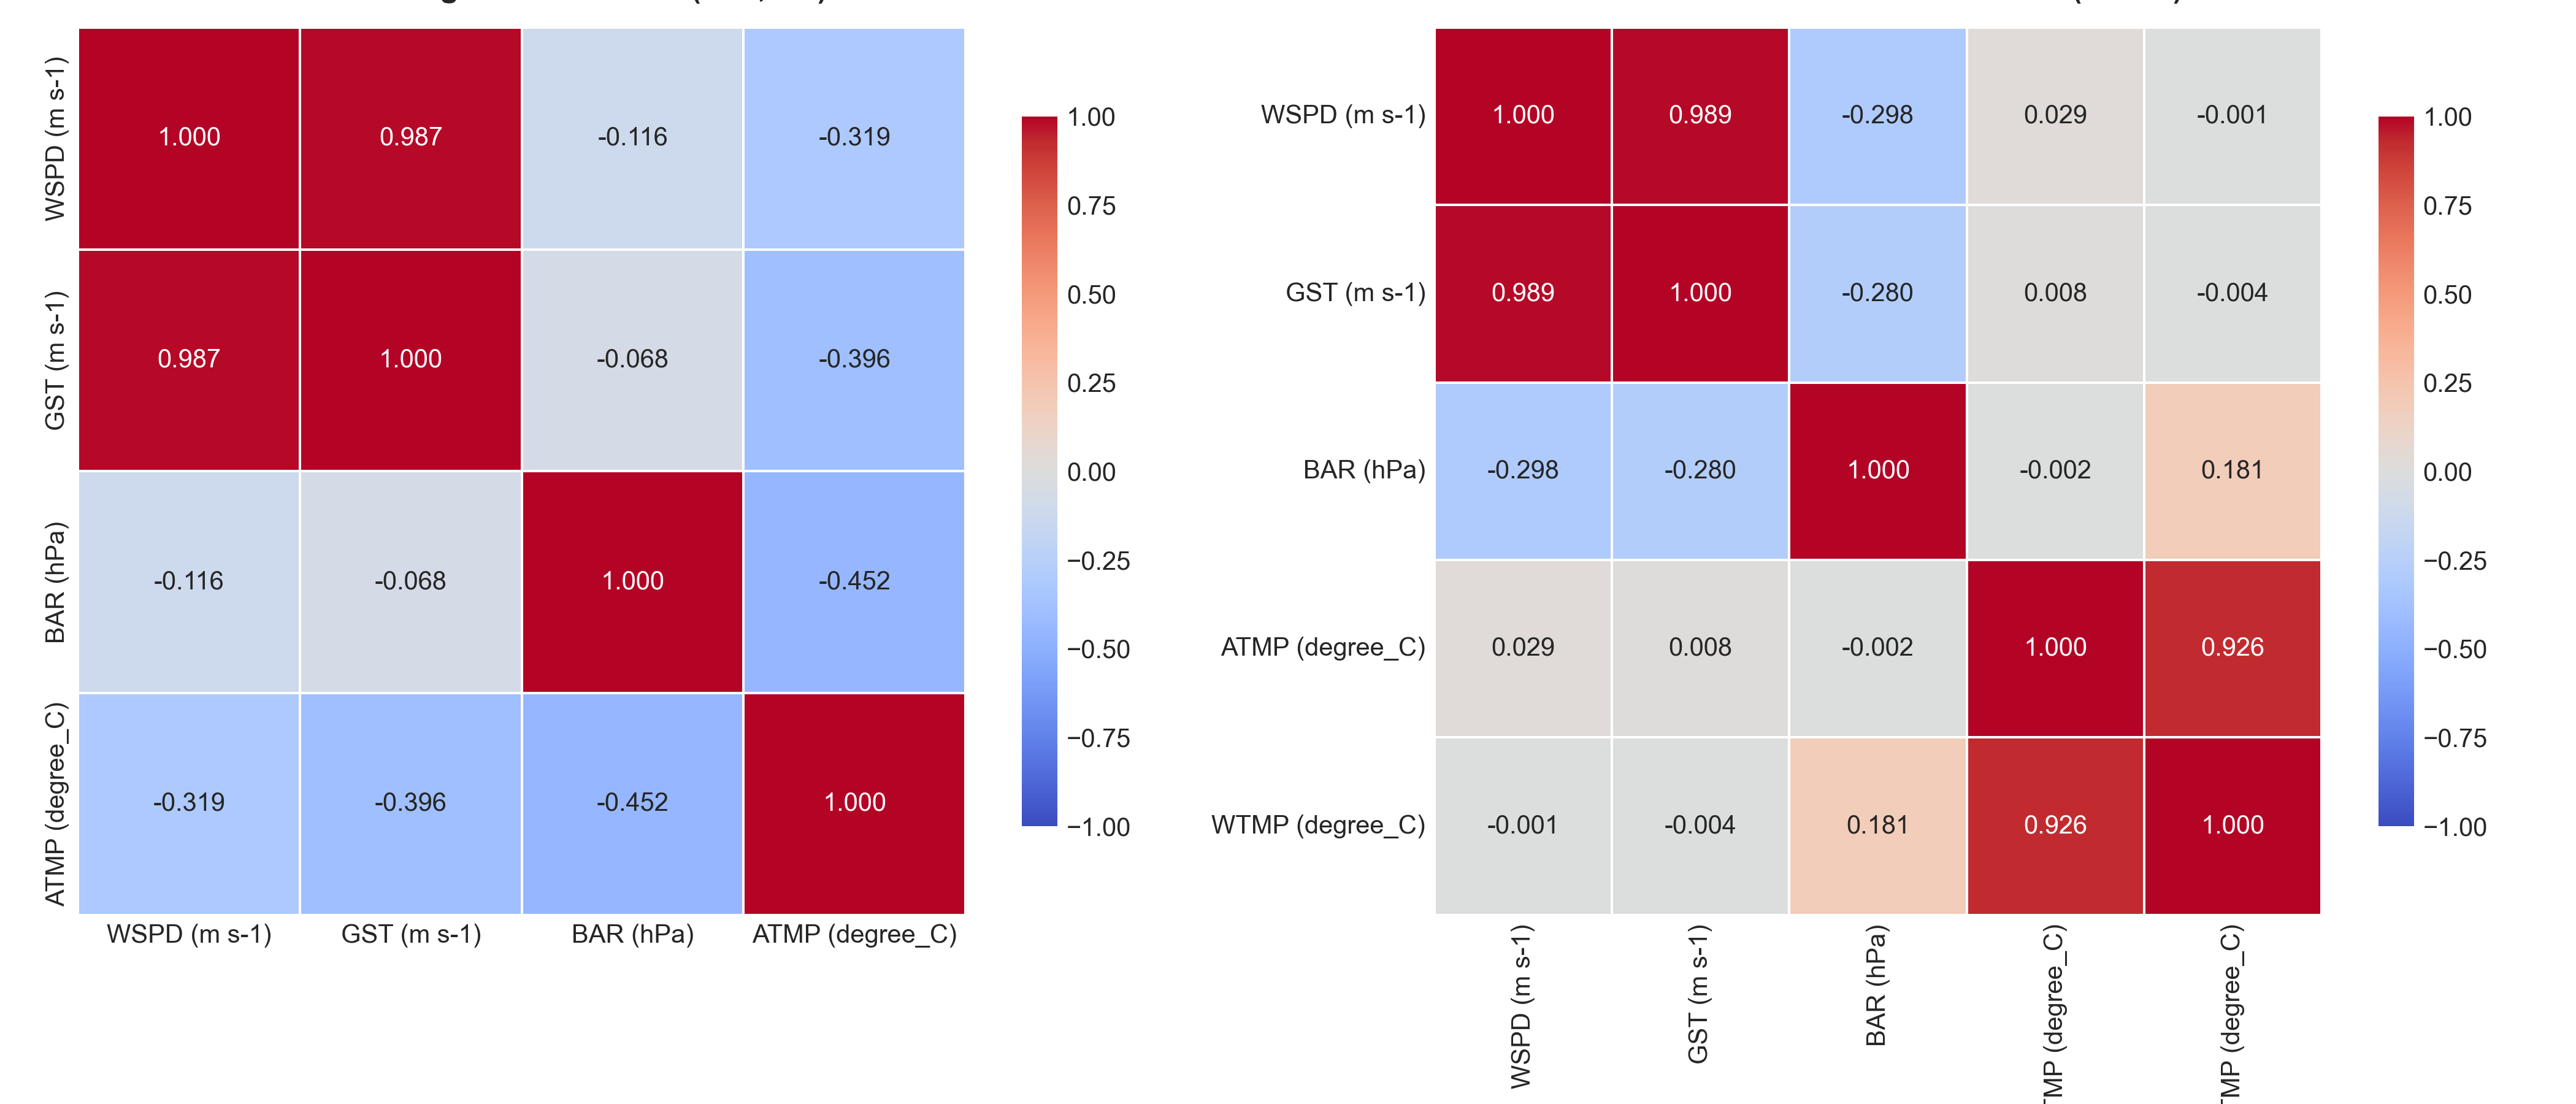 WSPD (m s-1) 1.000 0.987 -0.116 -0.319
GST (m s-1) 0.987 1.000 -0.068 -0.396
BAR (hPa) -0.116 -0.068 1.000 -0.452
ATMP (degree_C) -0.319 -0.396 -0.452 1.000
WSPD (m s-1) GST (m s-1) BAR (hPa) ATMP (degree_C)
1.00
0.75
0.50
0.25
0.00
−0.25
−0.50
−0.75
−1.00
WSPD (m s-1) 1.000 0.989 -0.298 0.029 -0.001
GST (m s-1) 0.989 1.000 -0.280 0.008 -0.004
BAR (hPa) -0.298 -0.280 1.000 -0.002 0.181
ATMP (degree_C) 0.029 0.008 -0.002 1.000 0.926
WTMP (degree_C) -0.001 -0.004 0.181 0.926 1.000
WSPD (m s-1)
GST (m s-1)
BAR (hPa)
TMP (degree_C)
TMP (degree_C)
1.00
0.75
0.50
0.25
0.00
−0.25
−0.50
−0.75
−1.00